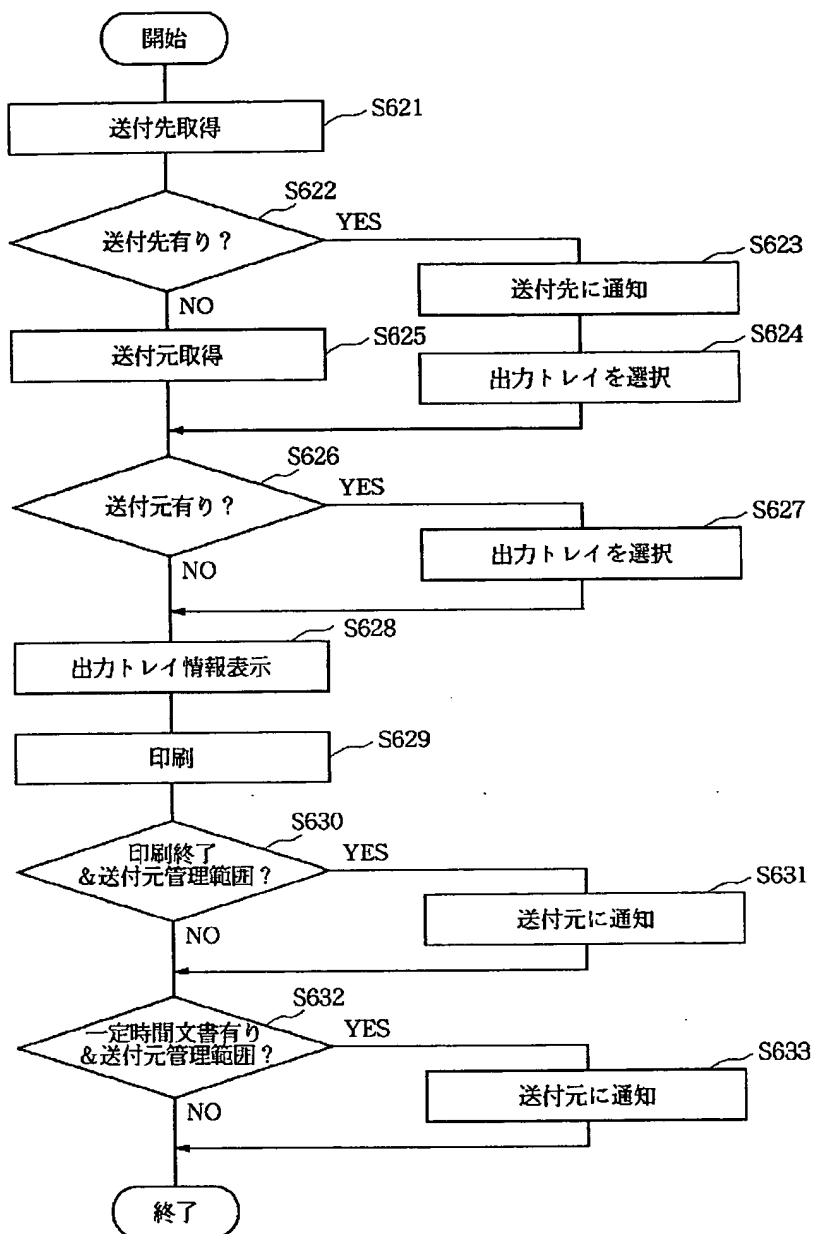 開始
S621
送付先取得
S622
送付先有り?
YES
NO
S623
送付先に通知
S624
出力トレイを選択
S625
送付元取得
S626
送付元有り?
YES
NO
S627
出力トレイを選択
S628
出力トレイ情報表示
S629
印刷
S630
印刷終了
&送付元管理範囲?
YES
NO
S631
送付元に通知
S632
一定時間文書有り
&送付元管理範囲?
YES
NO
S633
送付元に通知
終了